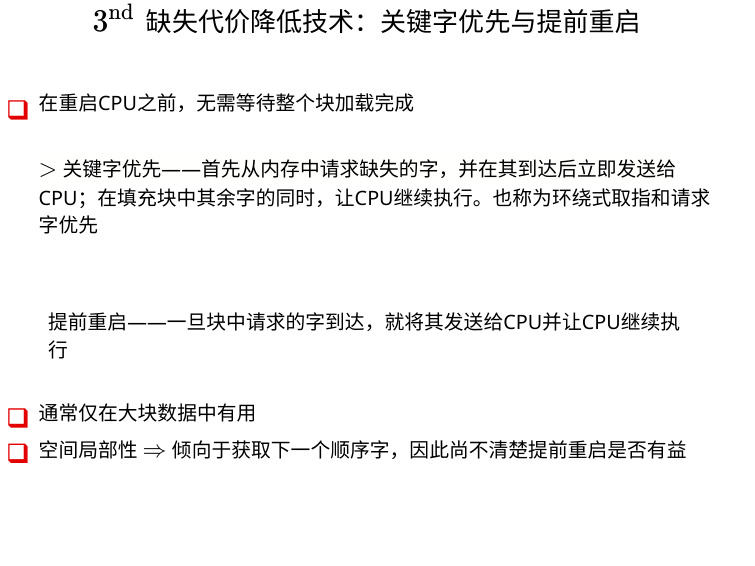 3nd 缺失代价降低技术：关键字优先与提前重启
在重启CPU之前，无需等待整个块加载完成
> 关键字优先——首先从内存中请求缺失的字，并在其到达后立即发送给
CPU；在填充块中其余字的同时，让CPU继续执行。也称为环绕式取指和请求
字优先
提前重启——一旦块中请求的字到达，就将其发送给CPU并让CPU继续执
行
通常仅在大块数据中有用
空间局部性 ⇒ 倾向于获取下一个顺序字，因此尚不清楚提前重启是否有益